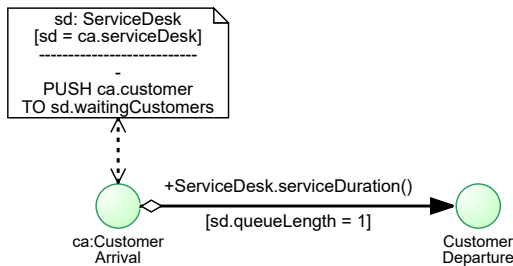 sd: ServiceDesk
[sd = ca.serviceDesk]
---------------------------
-
PUSH ca.customer
TO sd.waitingCustomers
+ServiceDesk.serviceDuration()
[sd.queueLength = 1]
ca:Customer
Arrival
Customer
Departure